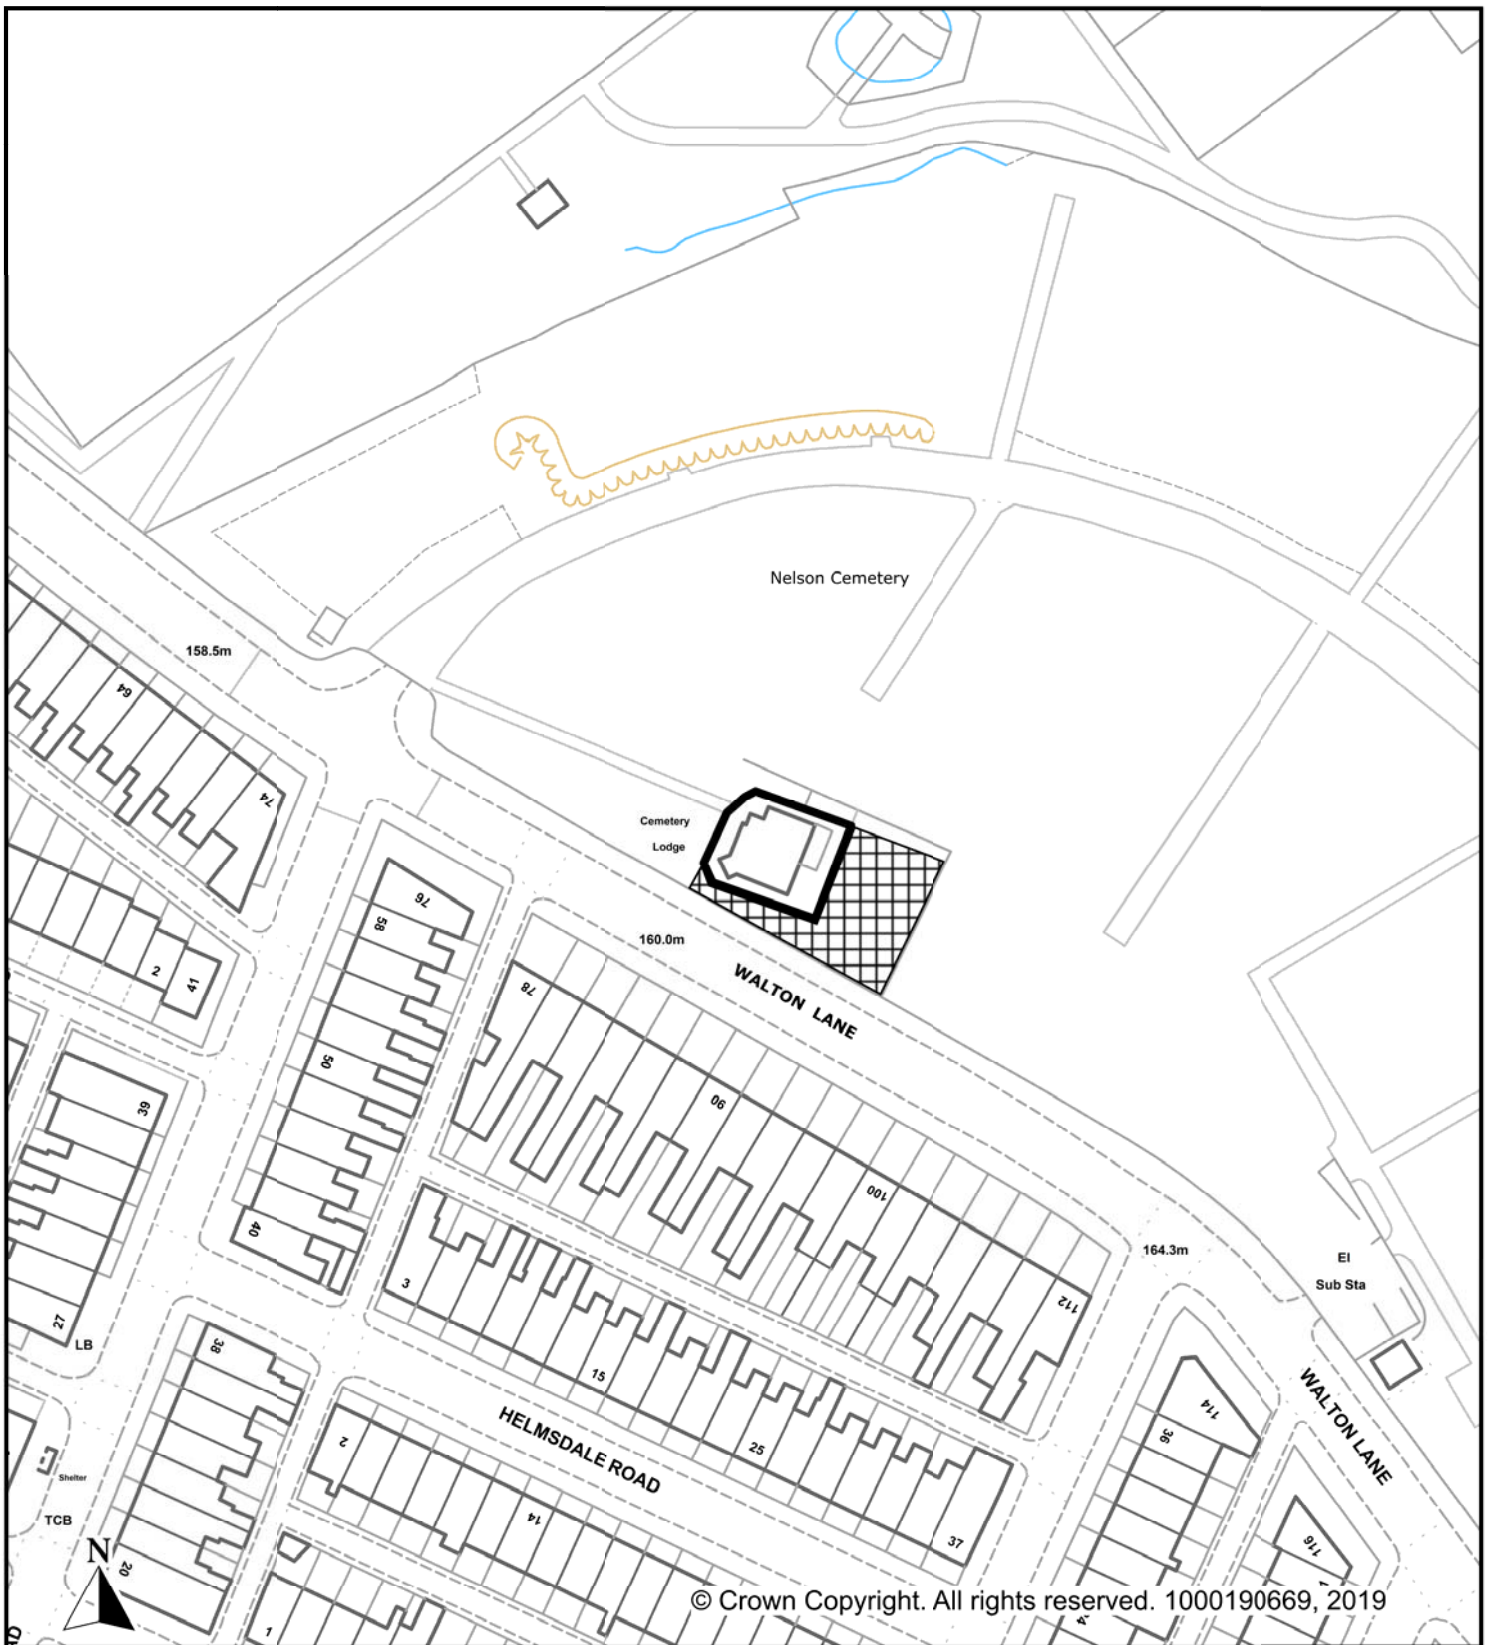 Nelson Cemetery
158.5m
64
74
Cemetery
Lodge
76
58
160.0m
WALTON LANE
2
41
78
50
90
39
100
40
164.3m
El
Sub Sta
3
112
27
LB
38
15
WALTON LANE
114
36
HELMSDALE ROAD
2
25
Shelter
14
TCB
37
116
N
20
1
© Crown Copyright. All rights reserved. 1000190669, 2019